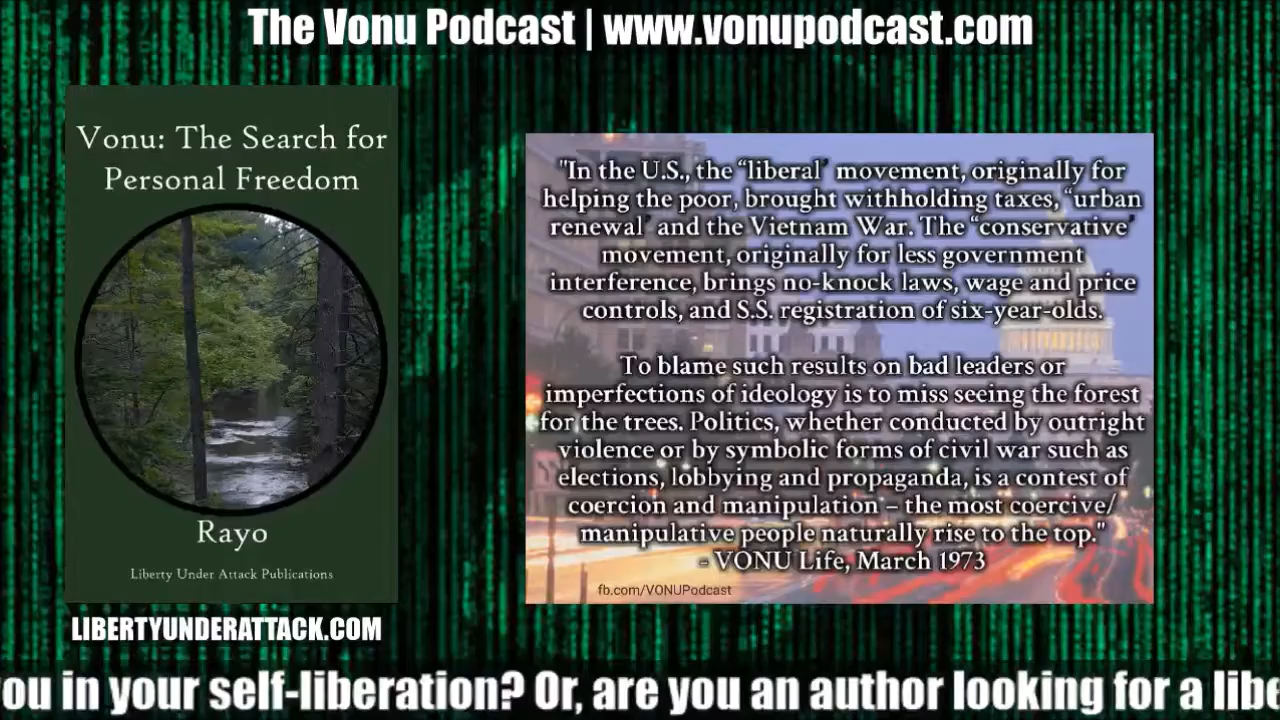 The Vonu Podcast | www.vonupodcast.com
Vonu: The Search for
Personal Freedom
Rayo
Liberty Under Attack Publications
LIBERTYUNDERATTACK.COM
"In the U.S., the “liberal’ movement, originally for
helping the poor, brought withholding taxes, “urban
renewal’ and the Vietnam War. The “conservative’
movement, originally for less government
interference, brings no-knock laws, wage and price
controls, and S.S. registration of six-year-olds.
To blame such results on bad leaders or
imperfections of ideology is to miss seeing the forest
for the trees. Politics, whether conducted by outright
violence or by symbolic forms of civil war such as
elections, lobbying and propaganda, is a contest of
coercion and manipulation – the most coercive/
manipulative people naturally rise to the top."
- VONU Life, March 1973
fb.com/VONUPodcast
ou in your self-liberation? Or, are you an author looking for a libe